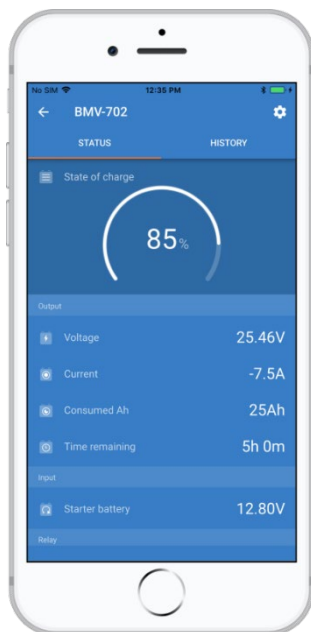 No SIM 12:35 PM
BMV-702
STATUS HISTORY
State of charge
85%
Output
Voltage 25.46V
Current -7.5A
Consumed Ah 25Ah
Time remaining 5h 0m
Input
Starter battery 12.80V
Relay